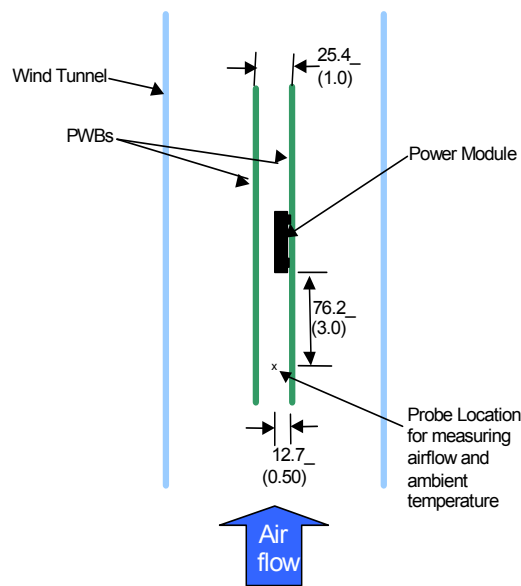 25.4_
(1.0)
Wind Tunnel
PWBs
Power Module
76.2_
(3.0)
x
Probe Location
for measuring
airflow and
ambient
temperature
12.7_
(0.50)
Air
flow